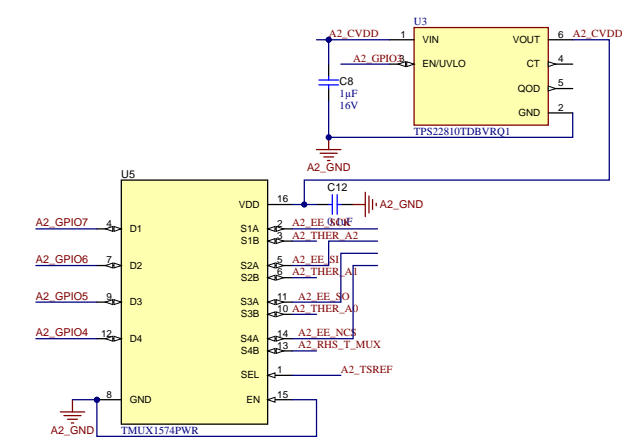 U3
A2_CVDD 1 VIN VOUT 6 A2_CVDD
A2_GPIO3 3 EN/UVLO CT 4
QOD 5
GND 2
C8
1µF
16V
TPS22810TDBVRQ1
A2_GND
U5
C12
VDD 16 A2_GND
0.1uF
A2_GPIO7 4 D1 S1A 2
S1B 3 A2_THER_A2
A2_GPIO6 7 D2 S2A 5 A2_EE_SI
S2B 6 A2_THER_A1
A2_GPIO5 9 D3 S3A 11 A2_EE_SO
S3B 10 A2_THER_A0
A2_GPIO4 12 D4 S4A 14 A2_EE_NCS
S4B 13 A2_RHS_T_MUX
SEL 1 A2_TSREF
8 GND EN 15
A2_GND
TMUX1574PWR